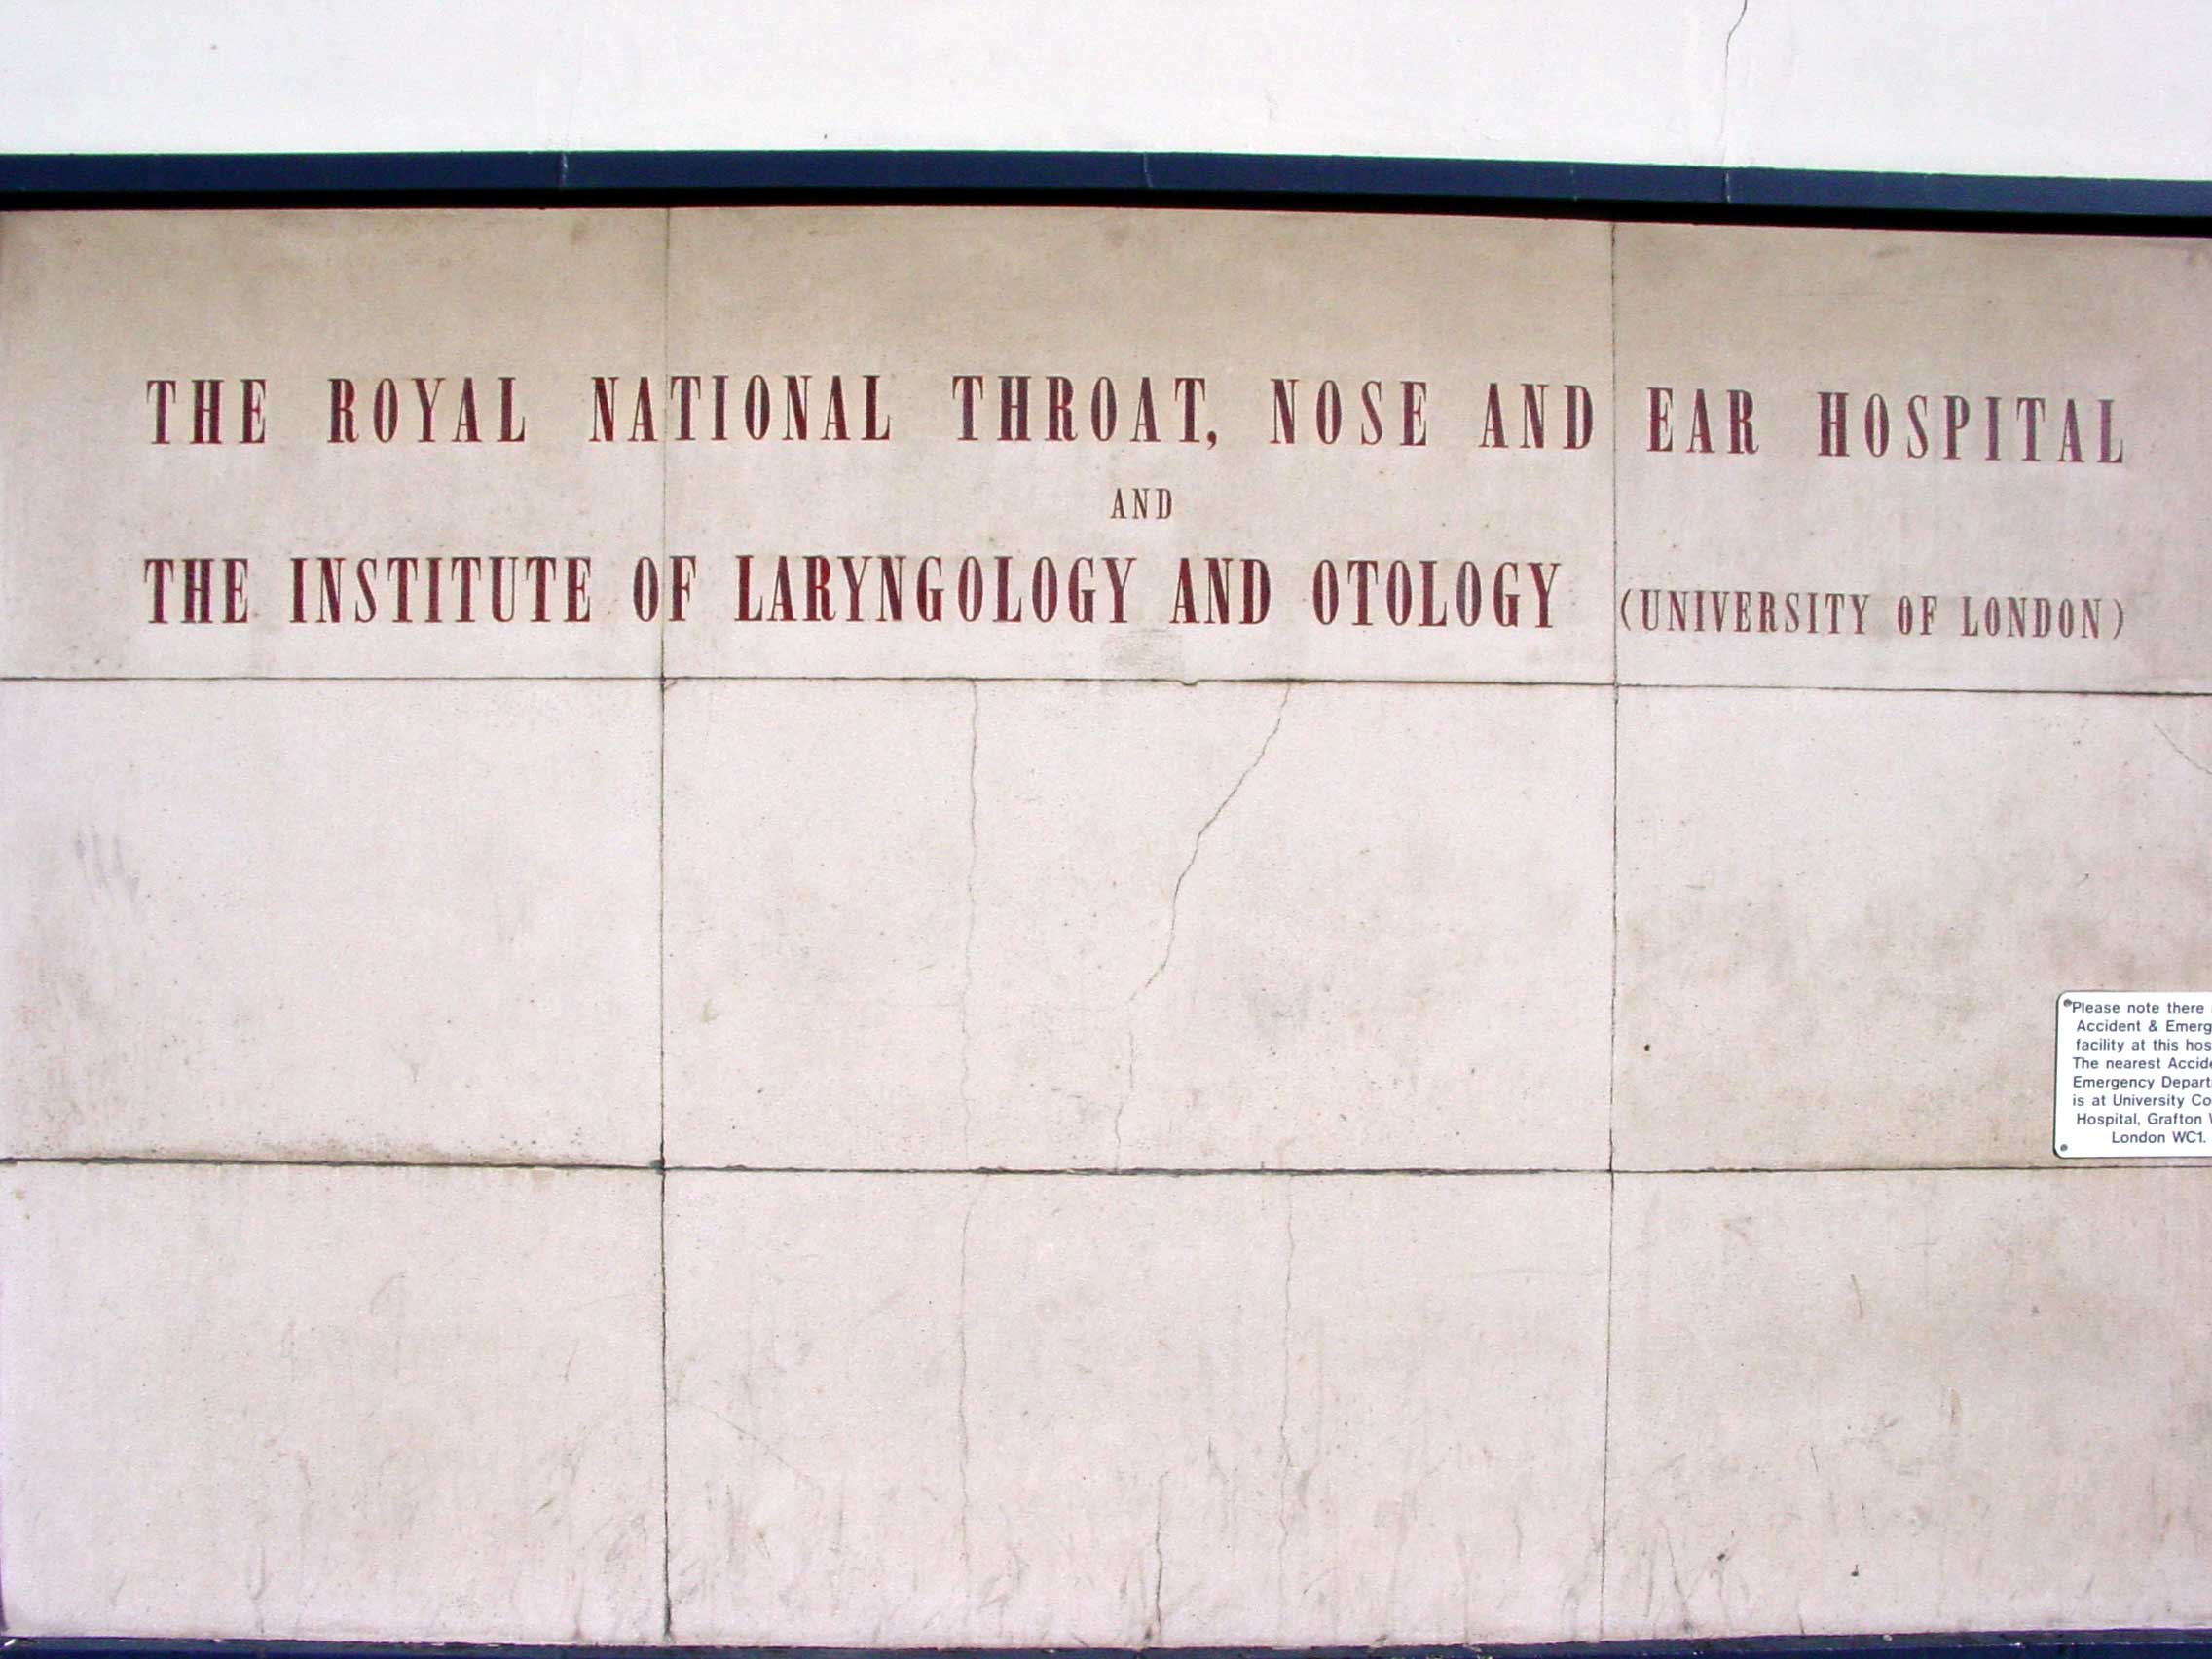 THE ROYAL NATIONAL THROAT, NOSE AND EAR HOSPITAL
AND
THE INSTITUTE OF LARYNGOLOGY AND OTOLOGY (UNIVERSITY OF LONDON)
Please note there
Accident & Emerg
facility at this hos
The nearest Accide
Emergency Depart
is at University Co
Hospital, Grafton
London WC1.